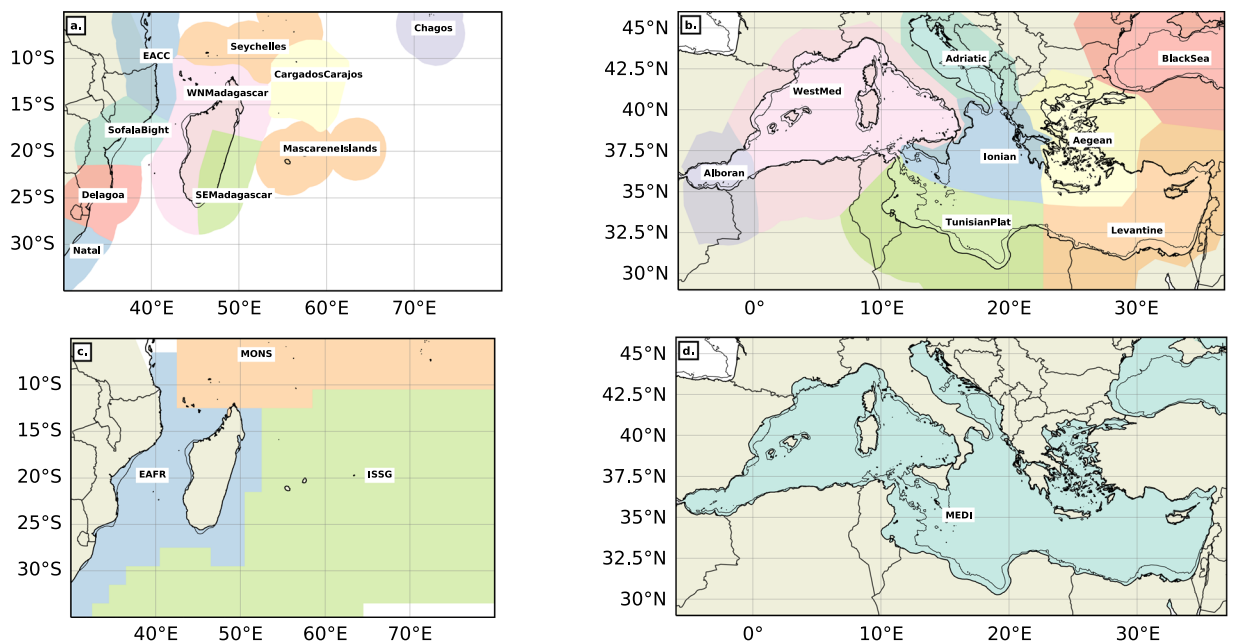 a.
Chagos
Seychelles
EACC
CargadosCarajos
WNMadagascar
SofalaBight
MascareneIslands
Delagoa
SEMadagascar
Natal
10°S
15°S
20°S
25°S
30°S
40°E
50°E
60°E
70°E
b.
Adriatic
BlackSea
WestMed
Aegean
Ionian
Alboran
TunisianPlat
Levantine
45°N
42.5°N
40°N
37.5°N
35°N
32.5°N
30°N
0°
10°E
20°E
30°E
c.
MONS
EAFR
ISSG
10°S
15°S
20°S
25°S
30°S
40°E
50°E
60°E
70°E
d.
MEDI
45°N
42.5°N
40°N
37.5°N
35°N
32.5°N
30°N
0°
10°E
20°E
30°E